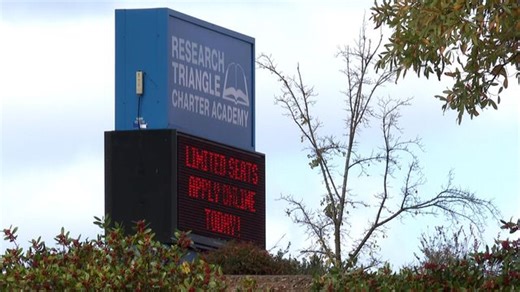 RESEARCH
TRIANGLE
CHARTER ACADEMY
LIMITED SEATS
APPLY ONLINE
TODAY!